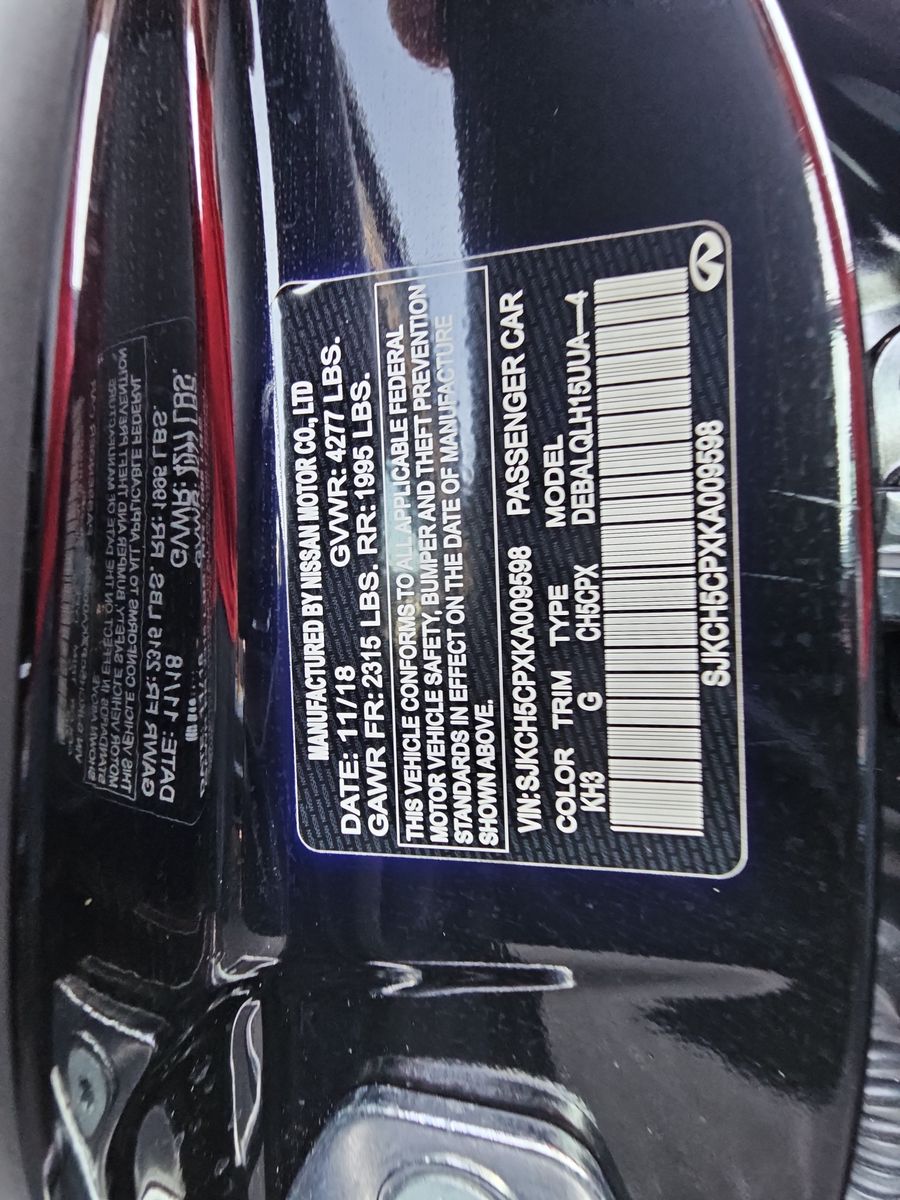 MANUFACTURED BY NISSAN MOTOR CO., LTD
DATE: 11/18 GVWR: 4277 LBS.
GAWR FR: 2315 LBS. RR: 1995 LBS.
THIS VEHICLE CONFORMS TO ALL APPLICABLE FEDERAL
MOTOR VEHICLE SAFETY, BUMPER AND THEFT PREVENTION
STANDARDS IN EFFECT ON THE DATE OF MANUFACTURE
SHOWN ABOVE.
VIN: SJKCH5CPXKA009598 PASSENGER CAR
COLOR TRIM TYPE MODEL
KH3 G CH5CPX DEBALQLH15UUA—4
SJKCH5CPXKA009598